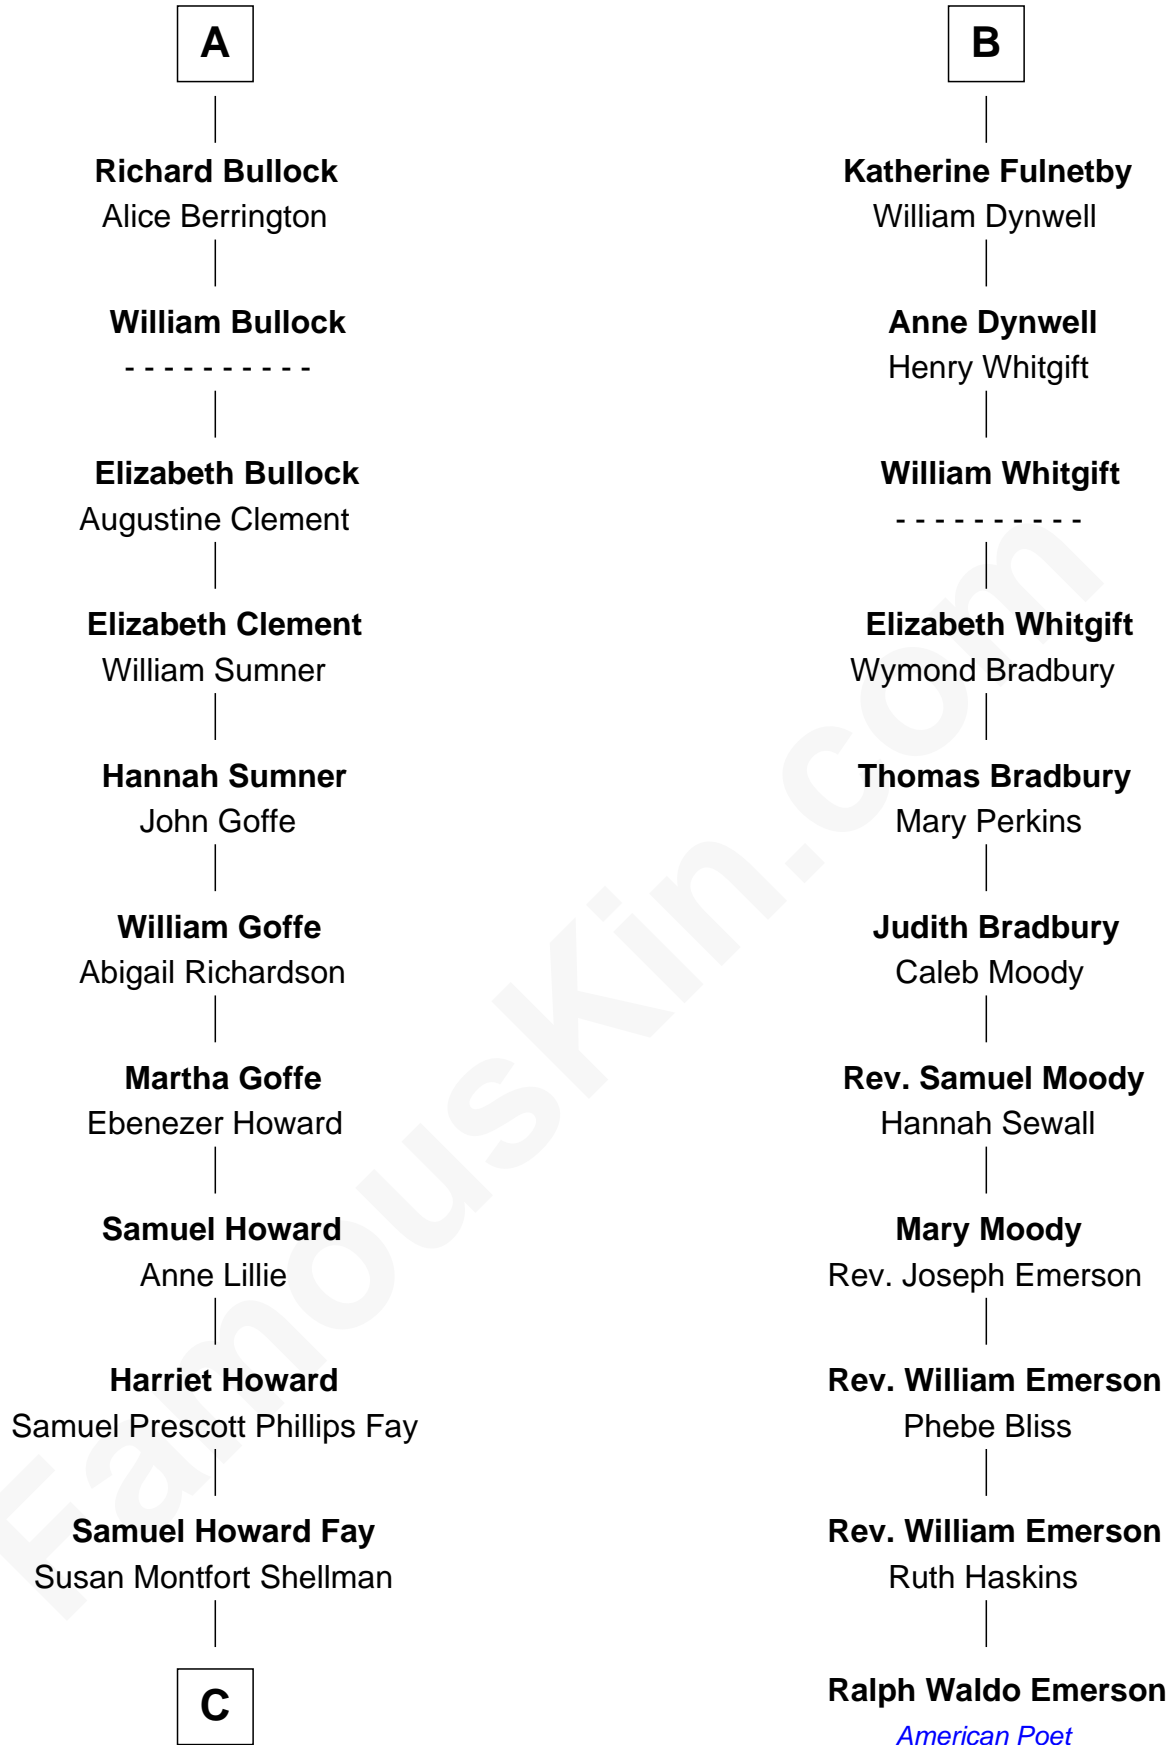 A
Richard Bullock
Alice Berrington
William Bullock
- - - - - - - - - -
Elizabeth Bullock
Augustine Clement
Elizabeth Clement
William Sumner
Hannah Sumner
John Goffe
William Goffe
Abigail Richardson
Martha Goffe
Ebenezer Howard
Samuel Howard
Anne Lillie
Harriet Howard
Samuel Prescott Phillips Fay
Samuel Howard Fay
Susan Montfort Shellman
C
B
Katherine Fulnetby
William Dynwell
Anne Dynwell
Henry Whitgift
William Whitgift
- - - - - - - - - -
Elizabeth Whitgift
Wymond Bradbury
Thomas Bradbury
Mary Perkins
Judith Bradbury
Caleb Moody
Rev. Samuel Moody
Hannah Sewall
Mary Moody
Rev. Joseph Emerson
Rev. William Emerson
Phebe Bliss
Rev. William Emerson
Ruth Haskins
Ralph Waldo Emerson
American Poet
FamousKin.com